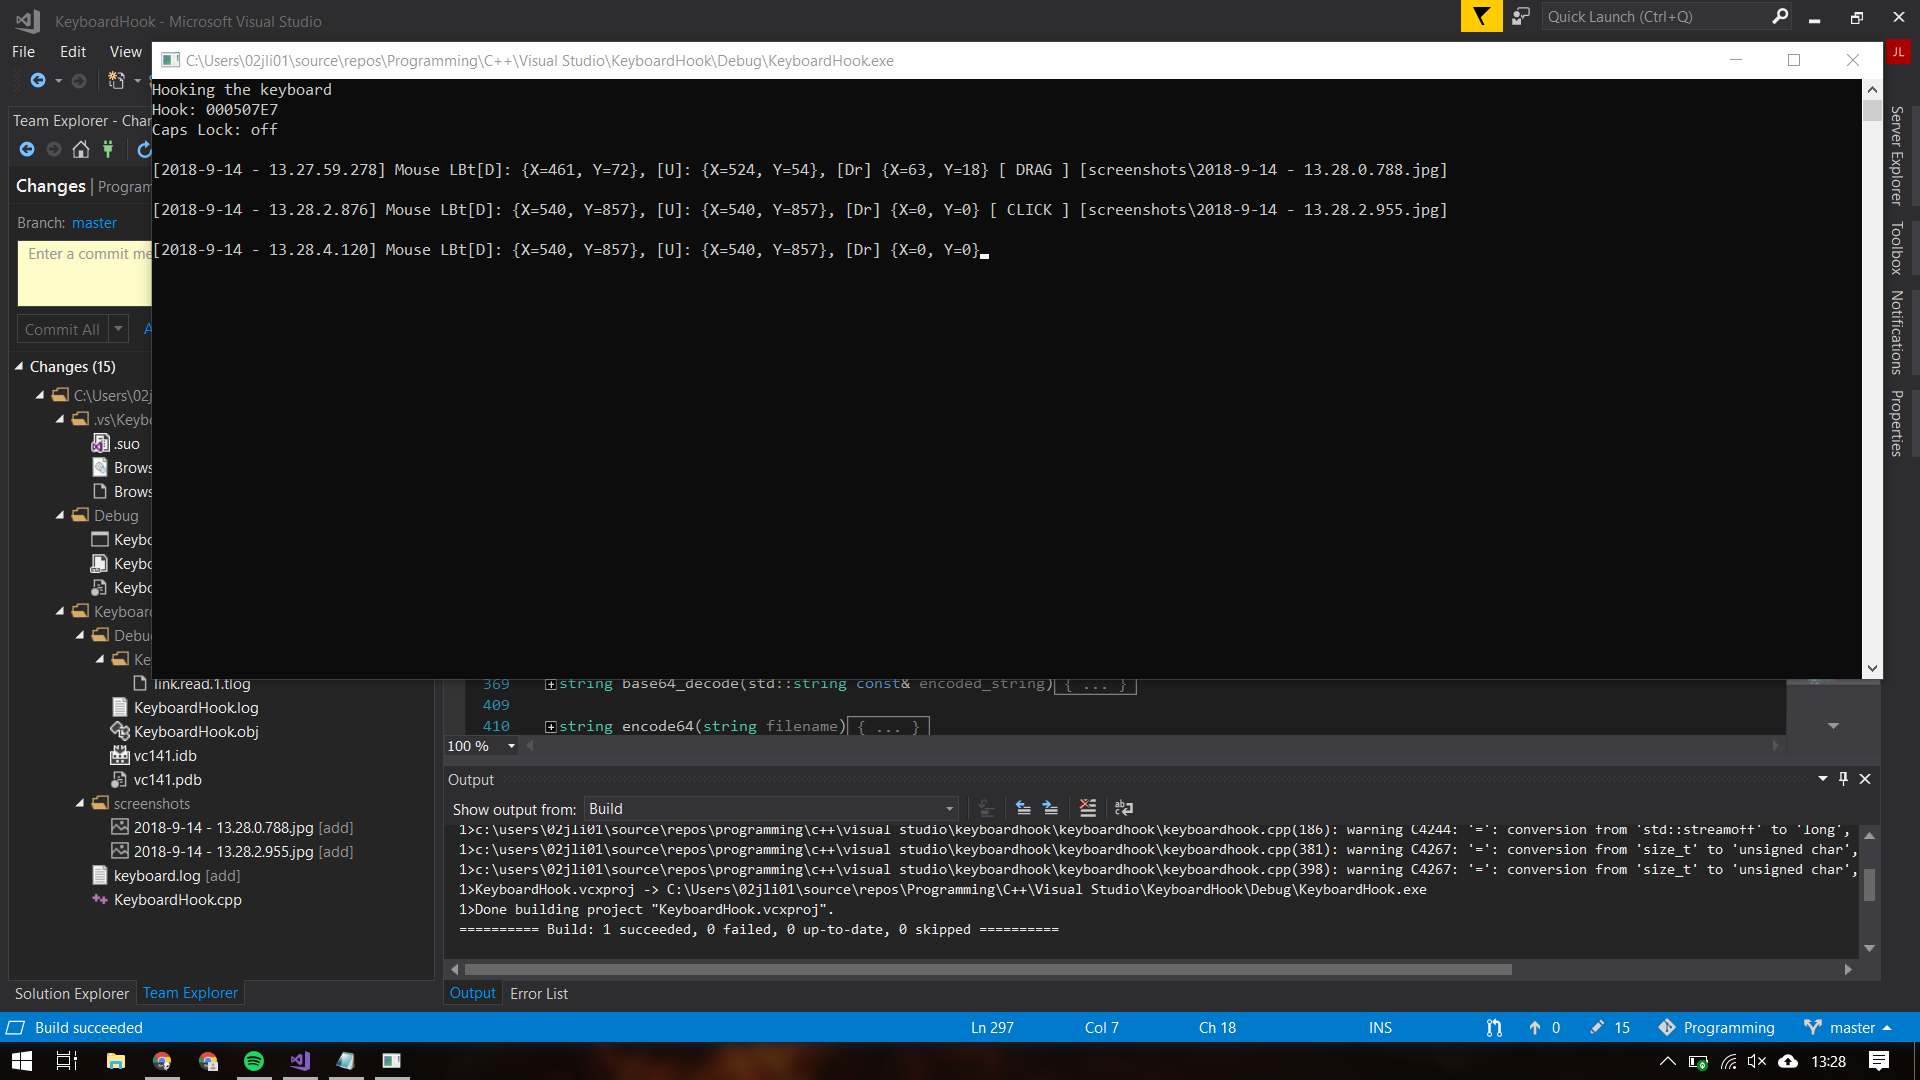 KeyboardHook - Microsoft Visual Studio
Quick Launch (Ctrl+Q)
File Edit View
JL
C:\Users\02jli01\source\repos\Programming\C++\Visual Studio\KeyboardHook\Debug\KeyboardHook.exe
Hooking the keyboard
Hook: 000507E7
Caps Lock: off
[2018-9-14 - 13.27.59.278] Mouse LBt[D]: {X=461, Y=72}, [U]: {X=524, Y=54}, [Dr] {X=63, Y=18} [ DRAG ] [screenshots\2018-9-14 - 13.28.0.788.jpg]
[2018-9-14 - 13.28.2.876] Mouse LBt[D]: {X=540, Y=857}, [U]: {X=540, Y=857}, [Dr] {X=0, Y=0} [ CLICK ] [screenshots\2018-9-14 - 13.28.2.955.jpg]
[2018-9-14 - 13.28.4.120] Mouse LBt[D]: {X=540, Y=857}, [U]: {X=540, Y=857}, [Dr] {X=0, Y=0}
Team Explorer - Chan
Changes | Program
Branch: master
Enter a commit me
Commit All
A
Changes (15)
C:\Users\02j
.vs\Keybo
.suo
Brows
Brows
Debug
Keybo
Keybo
Keybo
Keyboard
Debu
Ke
link.read.1.tlog
KeyboardHook.log
KeyboardHook.obj
vc141.idb
vc141.pdb
screenshots
2018-9-14 - 13.28.0.788.jpg [add]
2018-9-14 - 13.28.2.955.jpg [add]
keyboard.log [add]
KeyboardHook.cpp
Solution Explorer Team Explorer
Server Explorer
Toolbox
Notifications
Properties
369 string base64_decode(std::string const& encoded_string){ ... }
409
410 string encode64(string filename){ ... }
100 %
Output
Show output from: Build
1>c:\users\02jli01\source\repos\programming\c++\visual studio\keyboardhook\keyboardhook\keyboardhook.cpp(186): warning C4244: '=': conversion from 'std::streamoff' to 'long',
1>c:\users\02jli01\source\repos\programming\c++\visual studio\keyboardhook\keyboardhook\keyboardhook.cpp(381): warning C4267: '=': conversion from 'size_t' to 'unsigned char',
1>c:\users\02jli01\source\repos\programming\c++\visual studio\keyboardhook\keyboardhook\keyboardhook.cpp(398): warning C4267: '=': conversion from 'size_t' to 'unsigned char',
1>KeyboardHook.vcxproj -> C:\Users\02jli01\source\repos\Programming\C++\Visual Studio\KeyboardHook\Debug\KeyboardHook.exe
1>Done building project "KeyboardHook.vcxproj".
========== Build: 1 succeeded, 0 failed, 0 up-to-date, 0 skipped ==========
Output Error List
Build succeeded Ln 297 Col 7 Ch 18 INS 0 15 Programming master
13:28